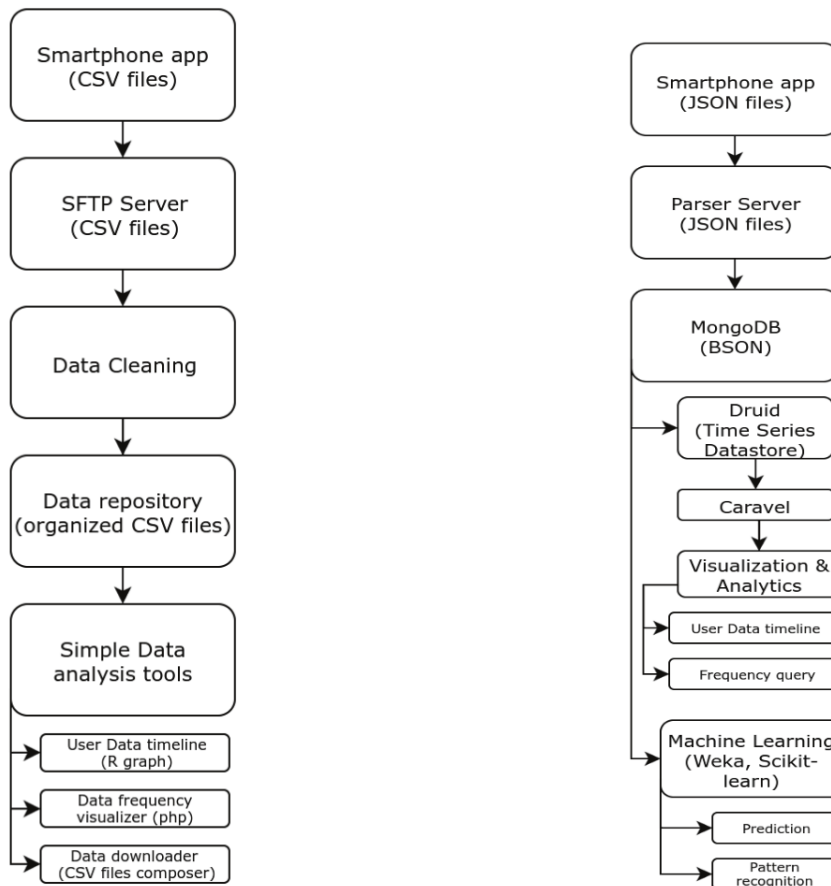 Smartphone app
(CSV files)
SFTP Server
(CSV files)
Data Cleaning
Data repository
(organized CSV files)
Simple Data
analysis tools
User Data timeline
(R graph)
Data frequency
visualizer (php)
Data downloader
(CSV files composer)
Smartphone app
(JSON files)
Parser Server
(JSON files)
MongoDB
(BSON)
Druid
(Time Series
Datastore)
Caravel
Visualization &
Analytics
User Data timeline
Frequency query
Machine Learning
(Weka, Scikit-
learn)
Prediction
Pattern
recognition